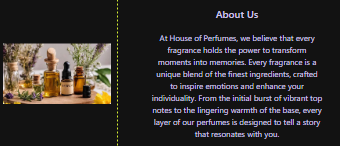 About Us
At House of Perfumes, we believe that every
fragrance holds the power to transform
moments into memories. Every fragrance is a
unique blend of the finest ingredients, crafted
to inspire emotions and enhance your
individuality. From the initial burst of vibrant top
notes to the lingering warmth of the base, every
layer of our perfumes is designed to tell a story
that resonates with you.